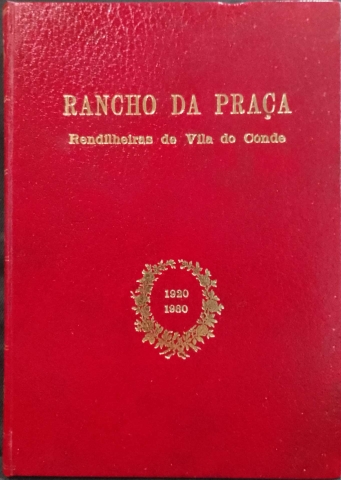 RANCHO DA PRAÇA
Rendilheiras de Vila do Conde
1920
1980